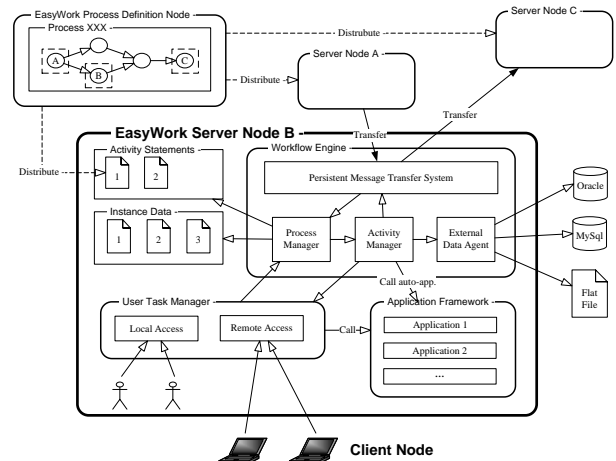 EasyWork Process Definition Node
Process XXX
A
B
C
Distrubute
Server Node C
Distribute
Server Node A
Transfer
Transfer
EasyWork Server Node B
Distribute
Activity Statements
1
2
Workflow Engine
Persistent Message Transfer System
Instance Data
1
2
3
Process
Manager
Activity
Manager
External
Data Agent
Oracle
MySql
Flat
File
Call auto-app.
User Task Manager
Local Access
Remote Access
Call
Application Framework
Application 1
Application 2
...
Client Node